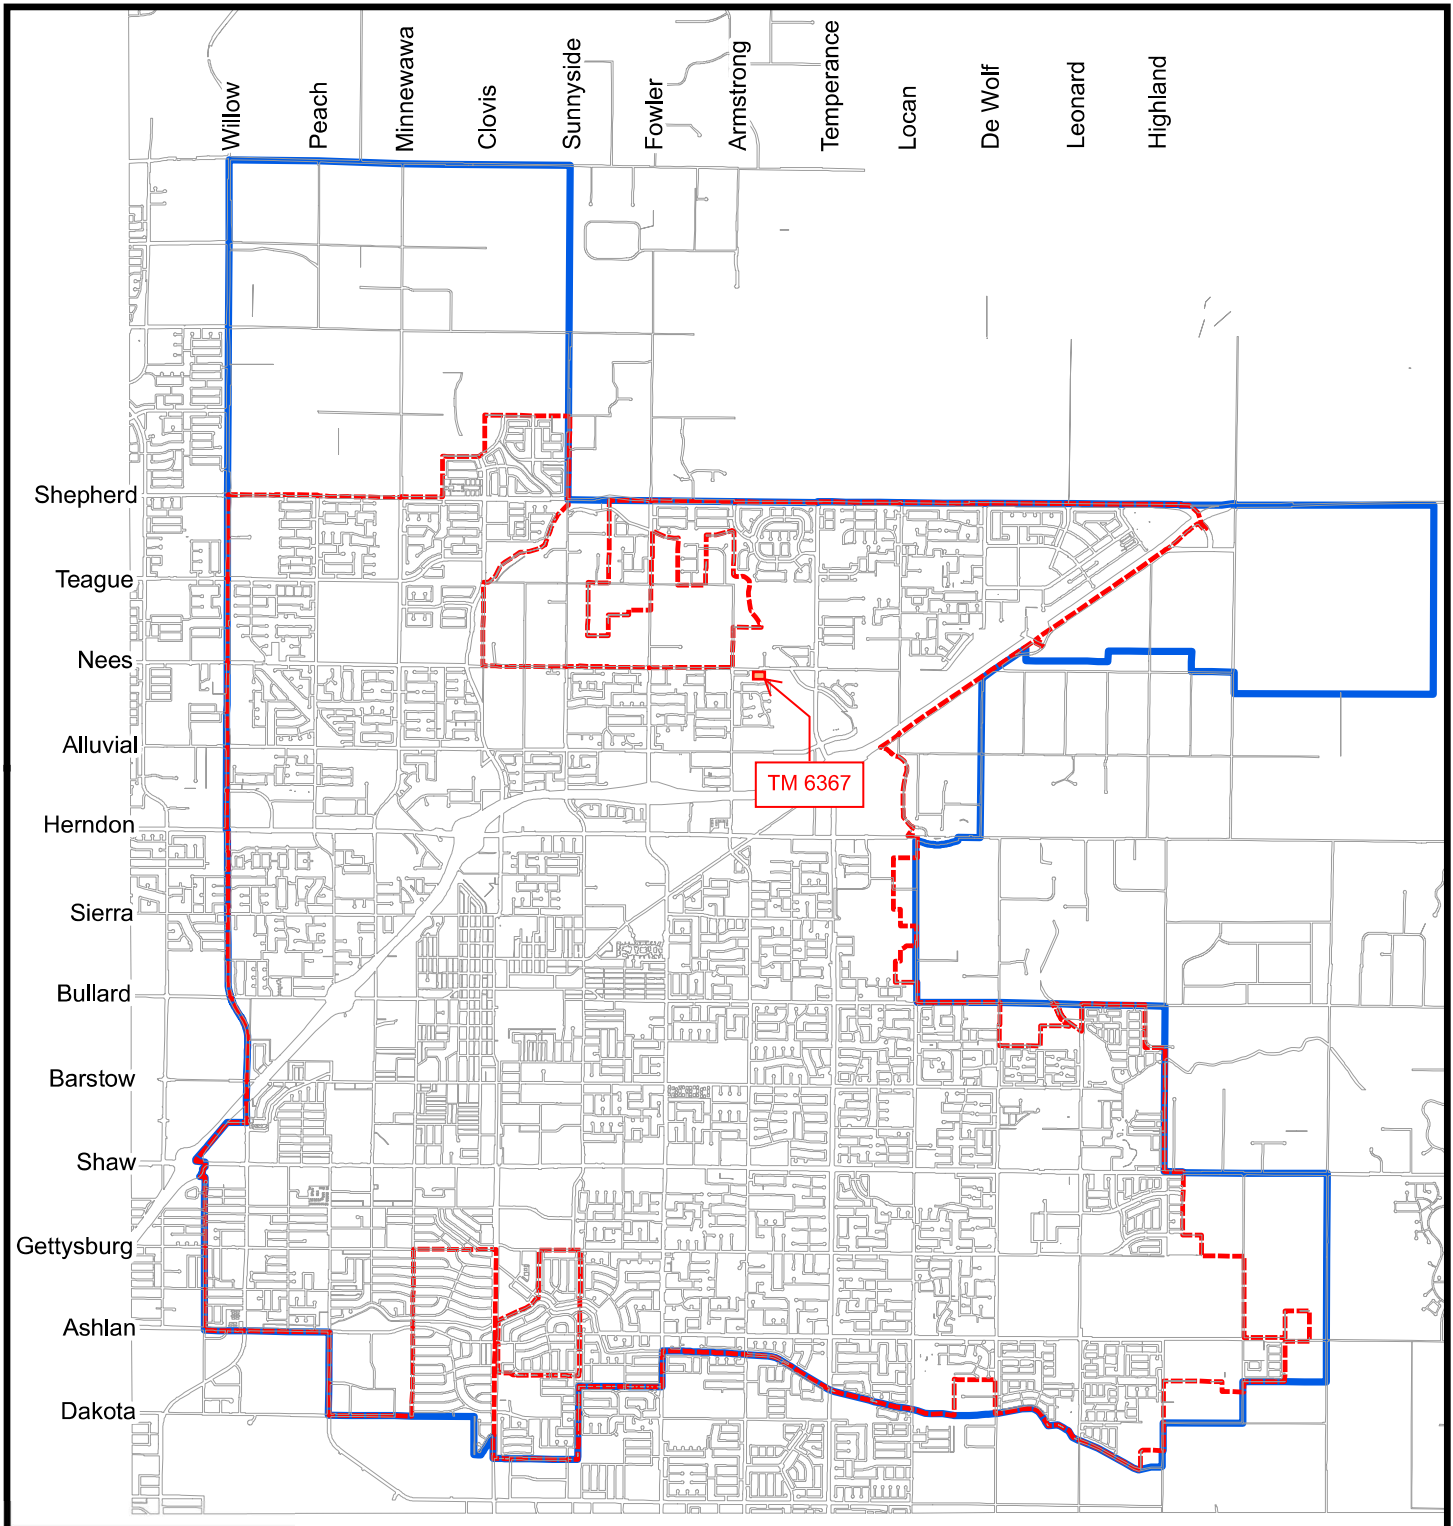 Willow
Peach
Minnewawa
Clovis
Sunnyside
Fowler
Armstrong
Temperance
Locan
De Wolf
Leonard
Highland
Shepherd
Teague
Nees
Alluvial
TM 6367
Herndon
Sierra
Bullard
Barstow
Shaw
Gettysburg
Ashlan
Dakota